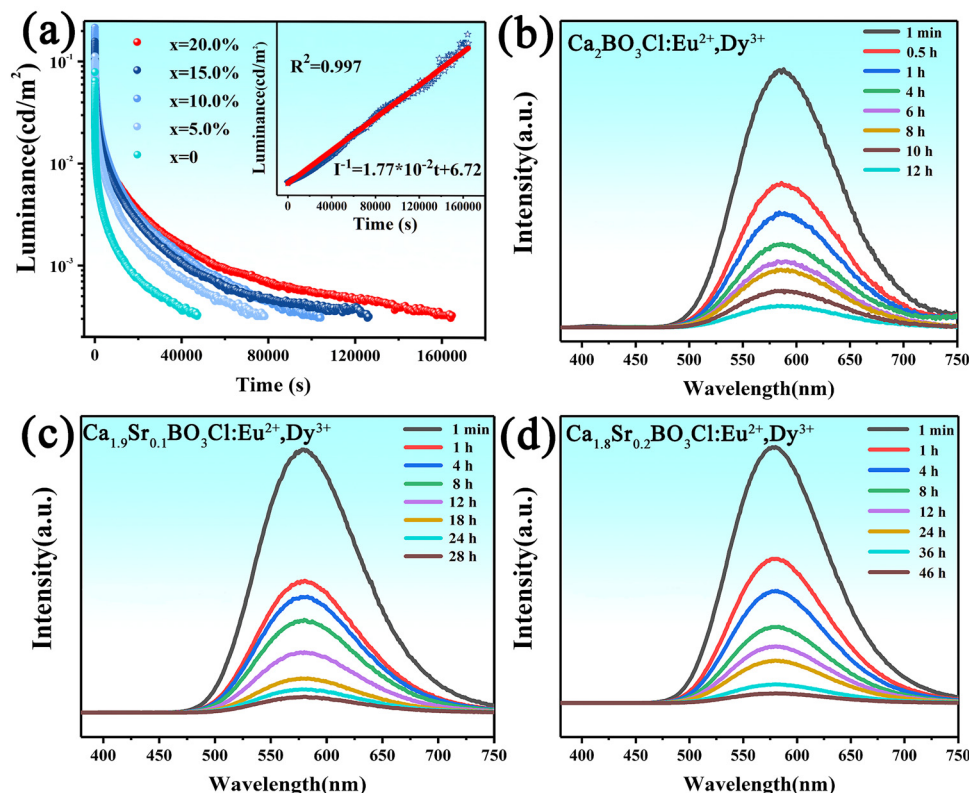 (a)
Luminance(cd/m²)
10⁻¹
10⁻²
10⁻³
x=20.0%
x=15.0%
x=10.0%
x=5.0%
x=0
0 40000 80000 120000 160000
Time (s)
Luminance(cd/m²)
R²=0.997
I⁻¹=1.77*10⁻²t+6.72
0 40000 80000 120000 160000
Time (s)
(b)
Ca₂BO₃Cl:Eu²⁺,Dy³⁺
1 min
0.5 h
1 h
4 h
6 h
8 h
10 h
12 h
Intensity(a.u.)
400 450 500 550 600 650 700 750
Wavelength(nm)
(c)
Ca₁.₉Sr₀.₁BO₃Cl:Eu²⁺,Dy³⁺
1 min
1 h
4 h
8 h
12 h
18 h
24 h
28 h
Intensity(a.u.)
400 450 500 550 600 650 700 750
Wavelength(nm)
(d)
Ca₁.₈Sr₀.₂BO₃Cl:Eu²⁺,Dy³⁺
1 min
1 h
4 h
8 h
12 h
24 h
36 h
46 h
Intensity(a.u.)
400 450 500 550 600 650 700 750
Wavelength(nm)